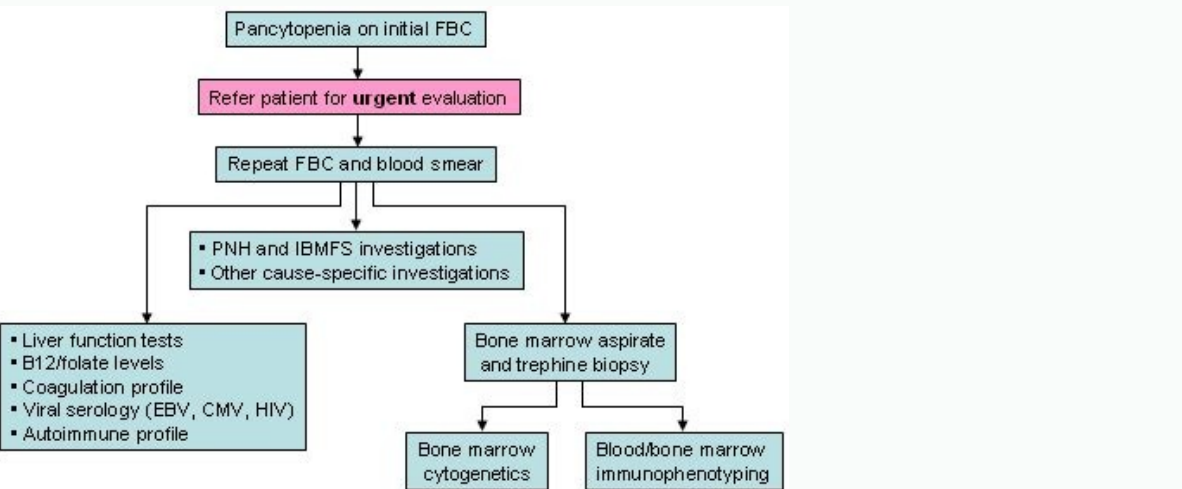 Pancytopenia on initial FBC
Refer patient for urgent evaluation
Repeat FBC and blood smear
▪ PNH and IBMFS investigations
▪ Other cause-specific investigations
▪ Liver function tests
▪ B12/folate levels
▪ Coagulation profile
▪ Viral serology (EBV, CMV, HIV)
▪ Autoimmune profile
Bone marrow aspirate
and trephine biopsy
Bone marrow
cytogenetics
Blood/bone marrow
immunophenotyping